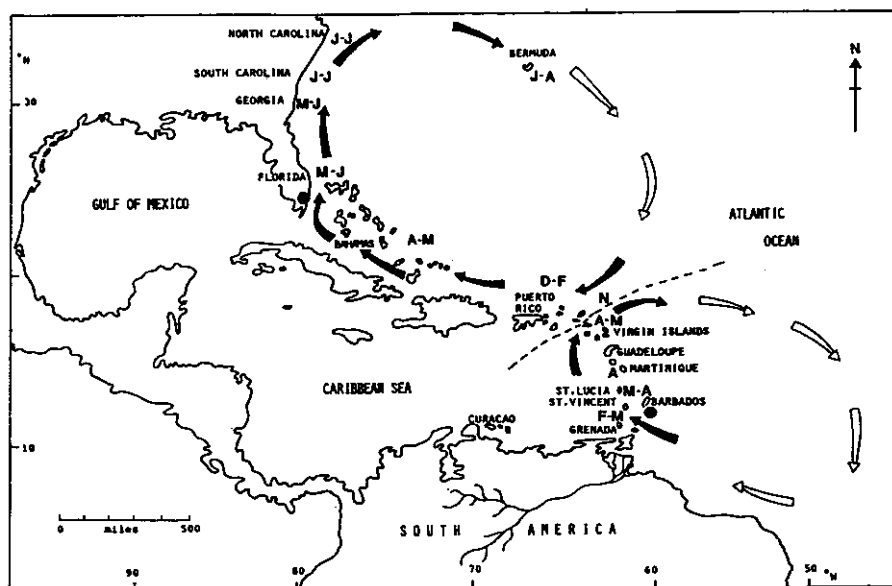 NORTH CAROLINA J-J
BERMUDA
J-A
N
°N
SOUTH CAROLINA J-J
30
GEORGIA M-J
FLORIDA
M-J
GULF OF MEXICO
ATLANTIC
OCEAN
BAHAMAS
A-M
D-F
N
PUERTO
RICO
A-M
VIRGIN ISLANDS
GUADELOUPE
A
MARTINIQUE
CARIBBEAN SEA
ST.LUCIA M-A
ST.VINCENT
BARBADOS
F-M
CURACAO
GRENADA
10
0 miles 500
SOUTH AMERICA
90 80 60 50 °W